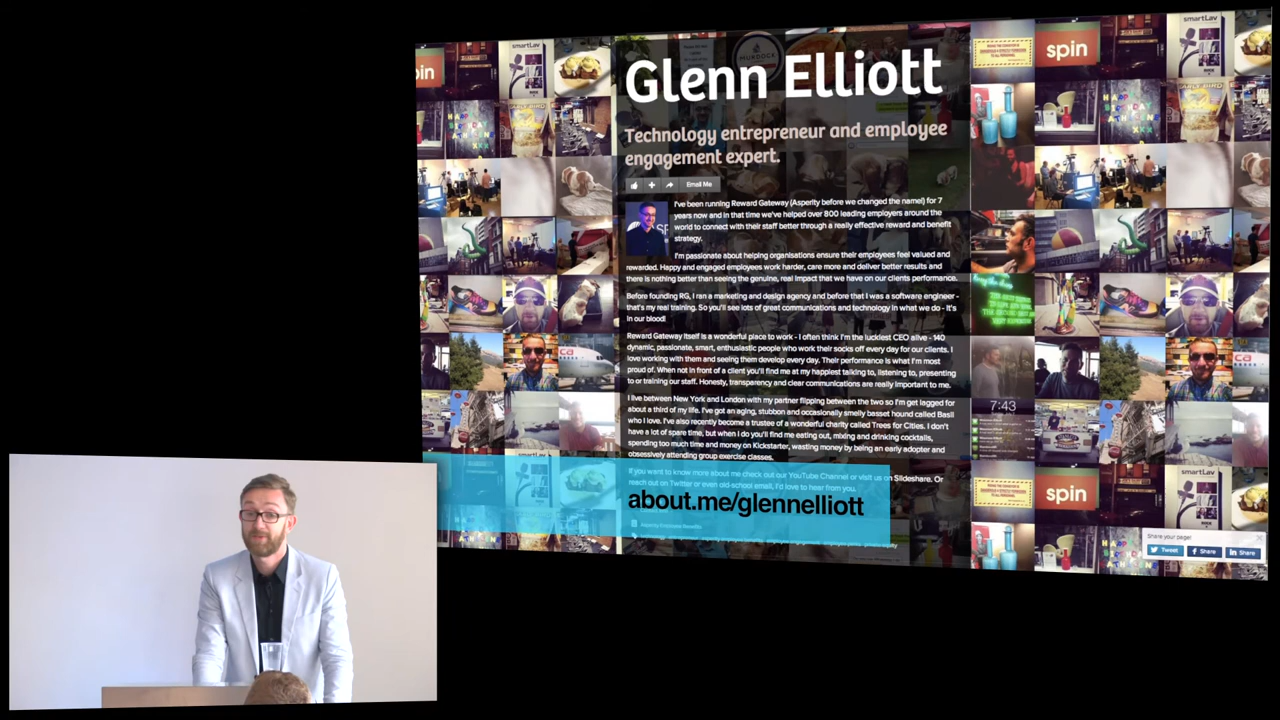 smartLav
spin
smartLav
in
spin
Glenn Elliott
Technology entrepreneur and employee
engagement expert.
Email Me
I've been running Reward Gateway (Asperity before we changed the name!) for 7
years now and in that time we've helped over 800 leading employers around the
world to connect with their staff better through a really effective reward and benefit
strategy.
I'm passionate about helping organisations ensure their employees feel valued and
rewarded. Happy and engaged employees work harder, care more and deliver better results and
there is nothing better than seeing the genuine, real impact that we have on our clients performance.
Before founding RG, I ran a marketing and design agency and before that I was a software engineer -
that's my real training. So you'll see lots of great communications and technology in what we do - it's
in our blood!
Reward Gateway itself is a wonderful place to work - I often think I'm the luckiest CEO alive - 140
dynamic, passionate, smart, enthusiastic people who work their socks off every day for our clients. I
love working with them and seeing them develop every day. Their performance is what I'm most
proud of. When not in front of a client you'll find me at my happiest talking to, listening to, presenting
to or training our staff. Honesty, transparency and clear communications are really important to me.
I live between New York and London with my partner flipping between the two so I'm get lagged for
about a third of my life. I've got an aging, stubbon and occasionally smelly basset hound called Basil
who I love. I've also recently become a trustee of a wonderful charity called Trees for Cities. I don't
have a lot of spare time, but when I do you'll find me eating out, mixing and drinking cocktails,
spending too much time and money on Kickstarter, wasting money by being an early adopter and
obsessively attending group exercise classes.
If you want to know more about me check out our YouTube Channel or visit us on Slideshare. Or
reach out on Twitter or even old-school email, I'd love to hear from you.
about.me/glennelliott
Asperity Employee Benefits
7:43
smartLav
spin
Share your page!
Tweet
Share
Share